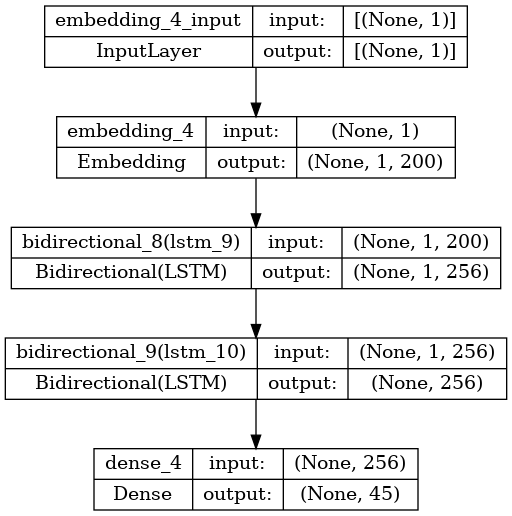 embedding_4_input input: [(None, 1)]
InputLayer output: [(None, 1)]
embedding_4 input: (None, 1)
Embedding output: (None, 1, 200)
bidirectional_8(lstm_9) input: (None, 1, 200)
Bidirectional(LSTM) output: (None, 1, 256)
bidirectional_9(lstm_10) input: (None, 1, 256)
Bidirectional(LSTM) output: (None, 256)
dense_4 input: (None, 256)
Dense output: (None, 45)